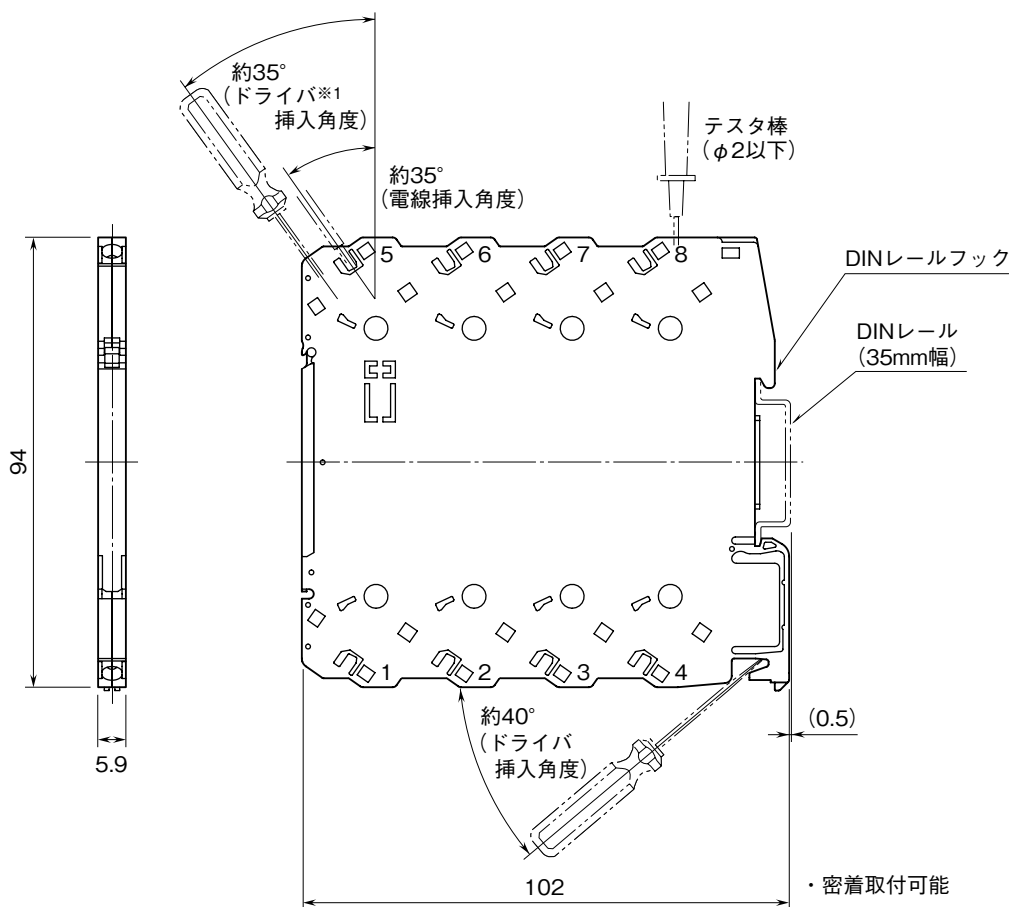 約35°
（ドライバ※1
挿入角度）
約35°
（電線挿入角度）
テスタ棒
（φ2以下）
5
6
7
8
DINレールフック
DINレール
（35mm幅）
94
1
2
3
4
5.9
約40°
（ドライバ
挿入角度）
（0.5）
102
・密着取付可能